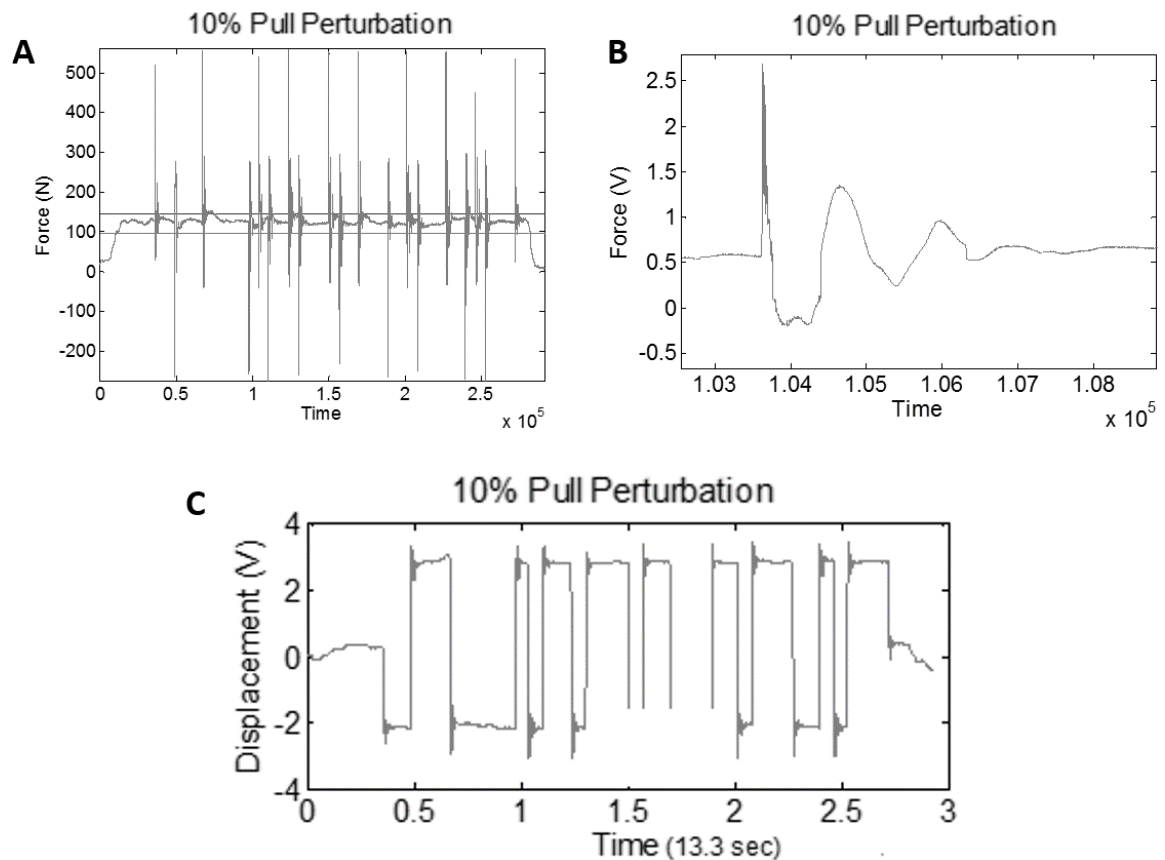 10% Pull Perturbation
A
500
400
300
200
100
0
-100
-200
Force (N)
0 0.5 1 1.5 2 2.5
Time
x 10^5
10% Pull Perturbation
B
2.5
2
1.5
1
0.5
0
-0.5
Force (V)
1.03 1.04 1.05 1.06 1.07 1.08
Time
x 10^5
10% Pull Perturbation
C
4
2
0
-2
-4
Displacement (V)
0 0.5 1 1.5 2 2.5 3
Time (13.3 sec)